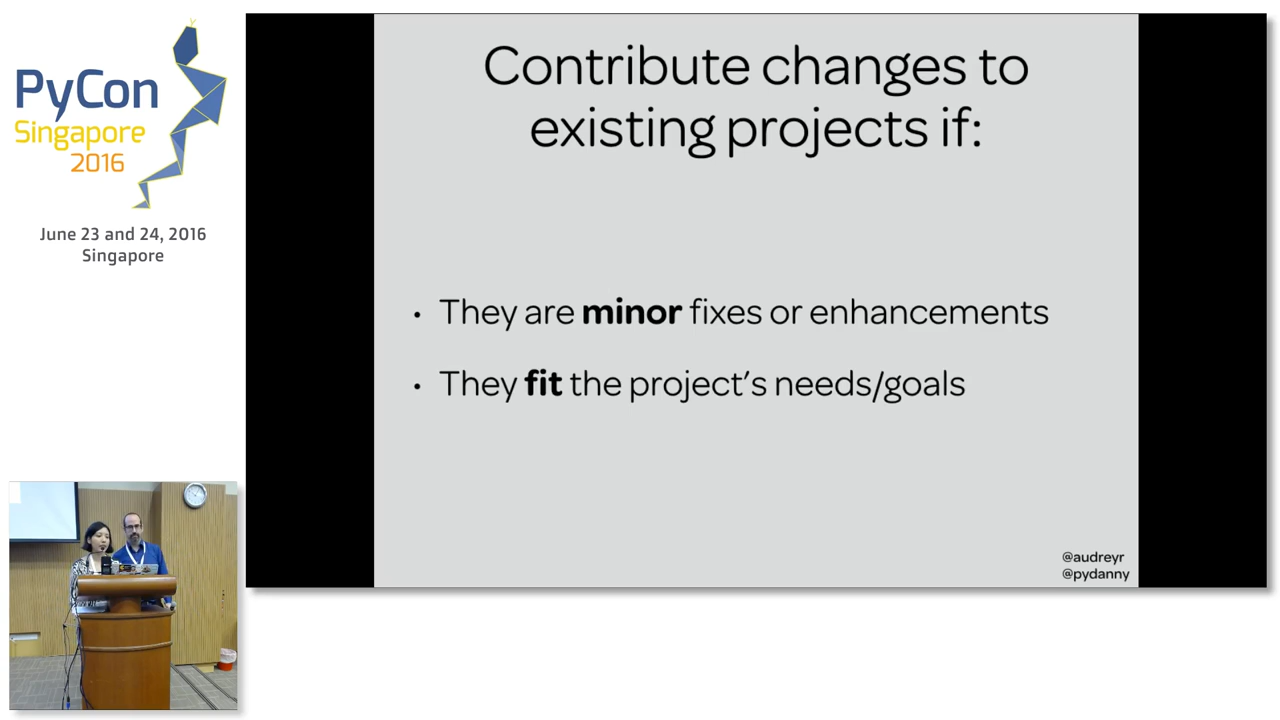 PyCon
Singapore
2016
June 23 and 24, 2016
Singapore
Contribute changes to
existing projects if:
• They are minor fixes or enhancements
• They fit the project's needs/goals
@audreyr
@pydanny